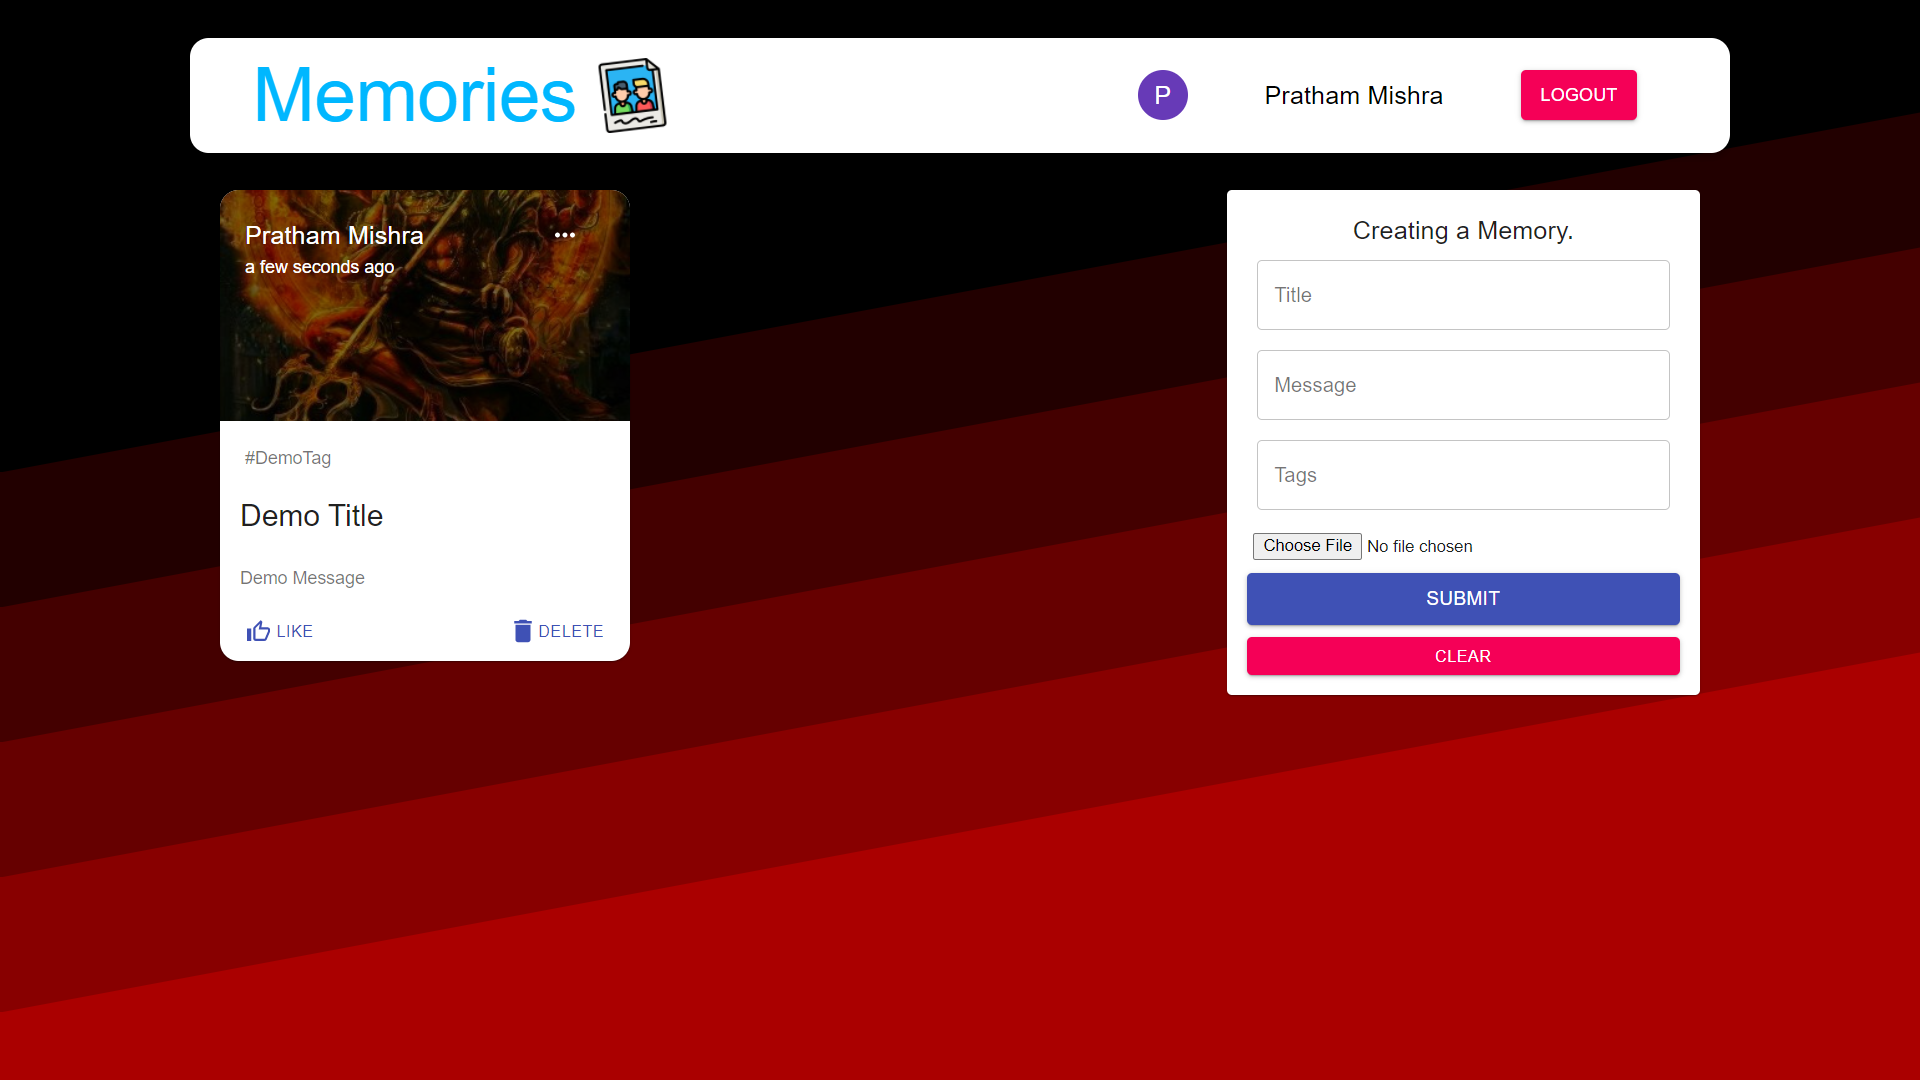 Memories
P
Pratham Mishra
LOGOUT
Pratham Mishra
a few seconds ago
#DemoTag
Demo Title
Demo Message
LIKE
DELETE
Creating a Memory.
Title
Message
Tags
Choose File No file chosen
SUBMIT
CLEAR